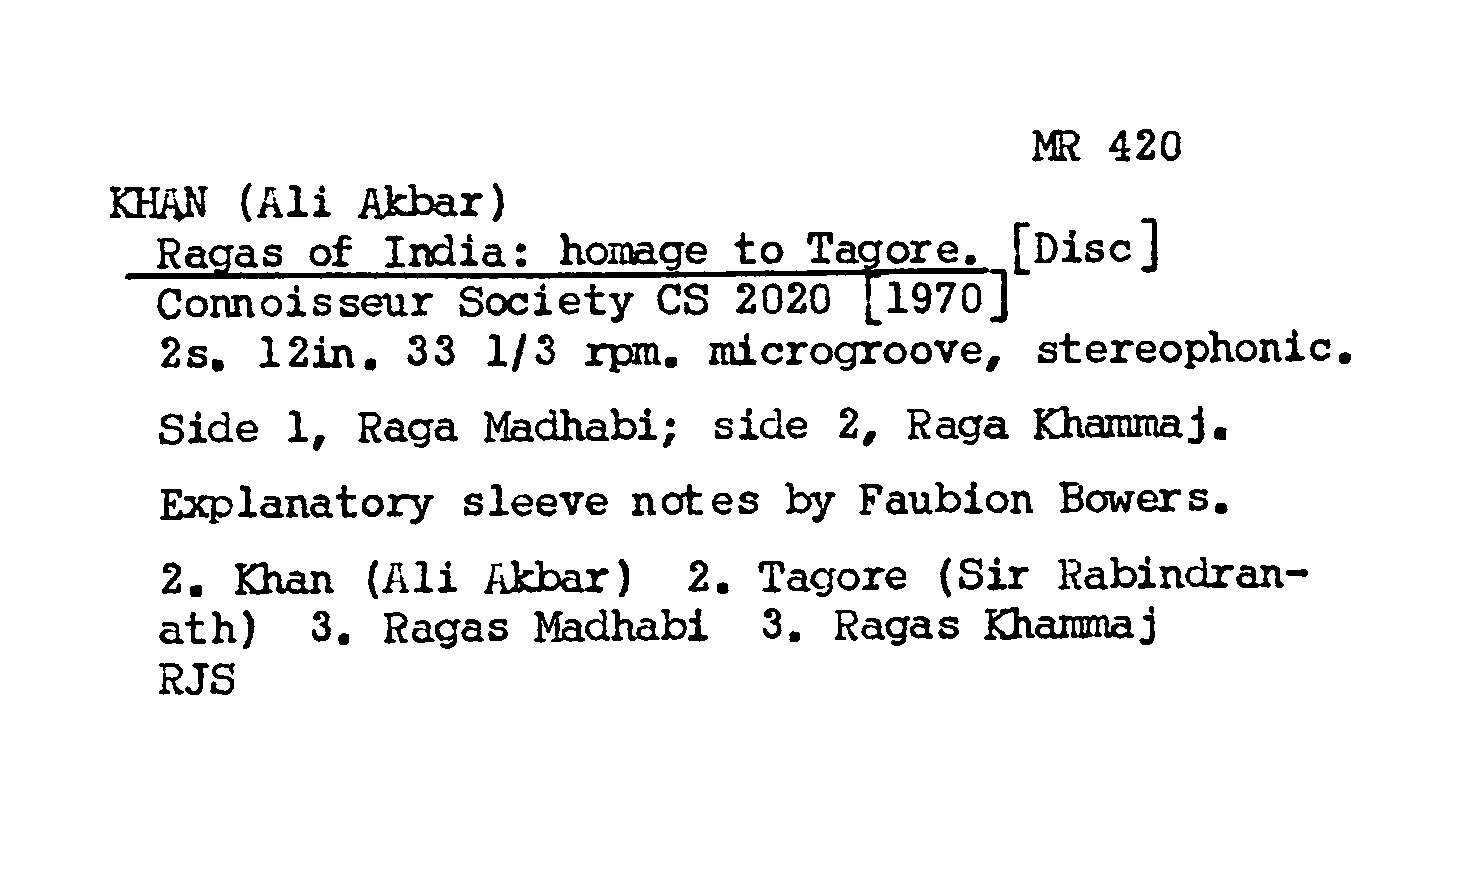 MR 420
KHAN (Ali Akbar)
Ragas of India: homage to Tagore. [Disc]
Connoisseur Society CS 2020 [1970]
2s. 12in. 33 1/3 rpm. microgroove, stereophonic.
Side 1, Raga Madhabi; side 2, Raga Khammaj.
Explanatory sleeve notes by Faubion Bowers.
2. Khan (Ali Akbar) 2. Tagore (Sir Rabindran-
ath) 3. Ragas Madhabi 3. Ragas Khammaj
RJS